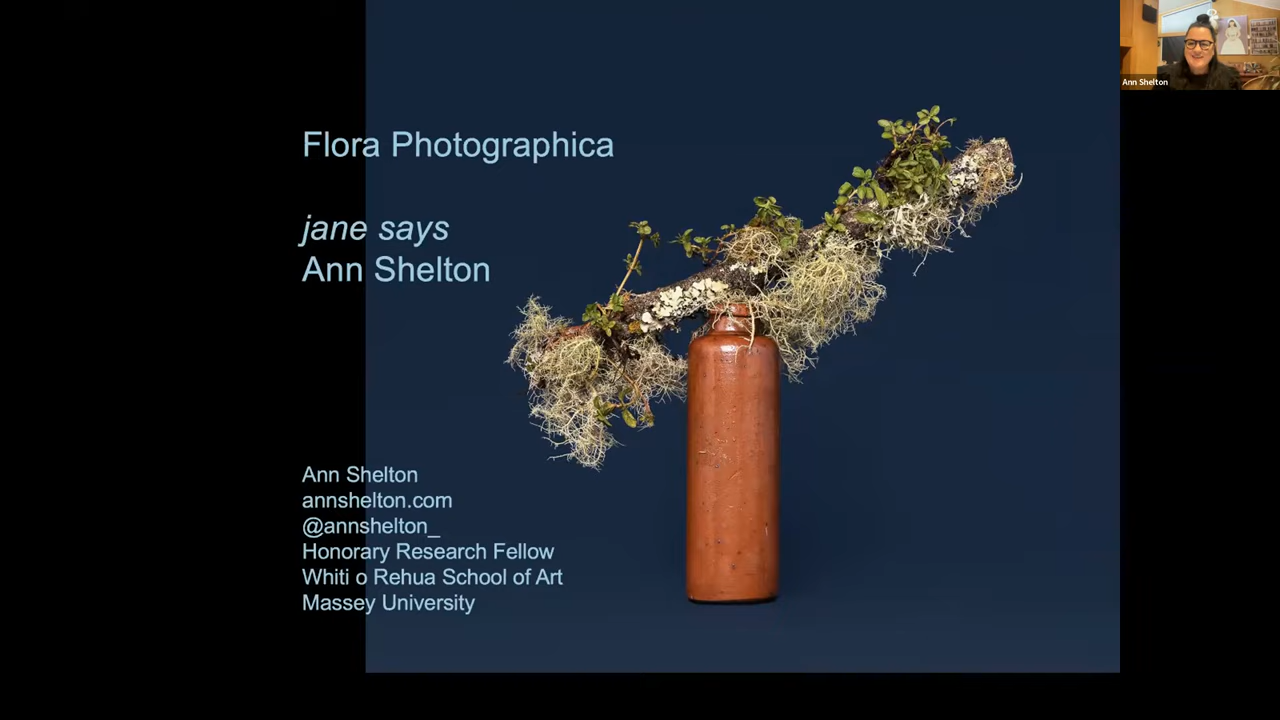 Flora Photographica
jane says
Ann Shelton
Ann Shelton
annshelton.com
@annshelton_
Honorary Research Fellow
Whiti o Rehua School of Art
Massey University
Ann Shelton